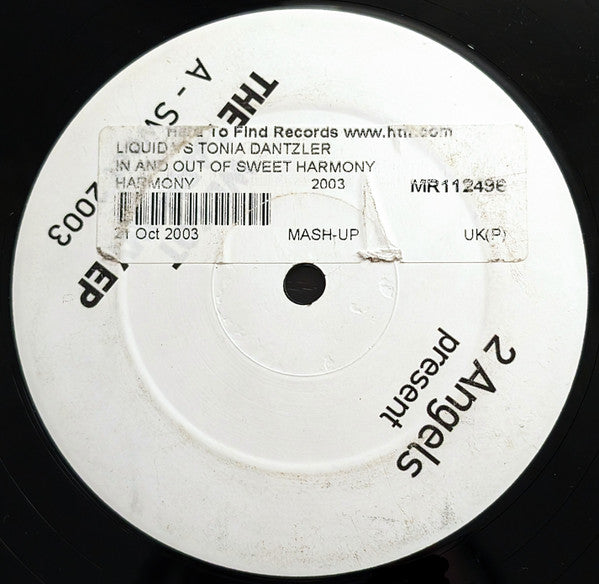 2 Angels
present
THE
EP
A - Sw
2003
Hard To Find Records www.htfr.com
LIQUID VS TONIA DANTZLER
IN AND OUT OF SWEET HARMONY
HARMONY 2003 MR112496
21 Oct 2003 MASH-UP UK(P)